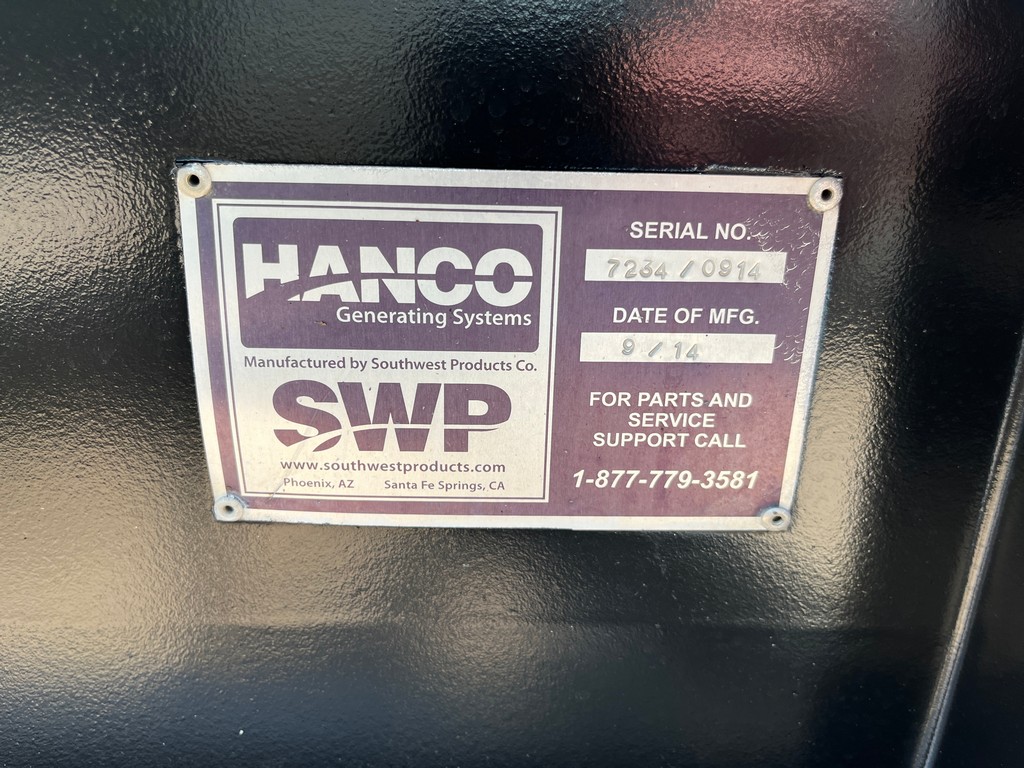 HANCO
Generating Systems
Manufactured by Southwest Products Co.
SWP
www.southwestproducts.com
Phoenix, AZ Santa Fe Springs, CA
SERIAL NO.
7234/0914
DATE OF MFG.
9/14
FOR PARTS AND
SERVICE
SUPPORT CALL
1-877-779-3581